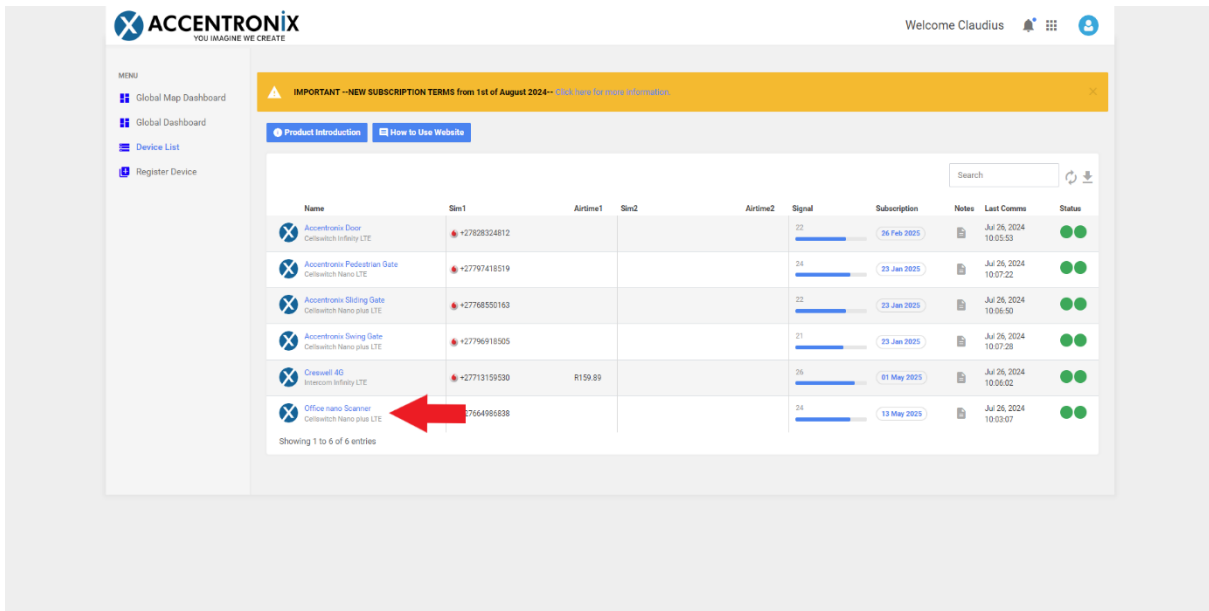 ACCENTRONIX
YOU IMAGINE WE CREATE
Welcome Claudius
MENU
Global Map Dashboard
Global Dashboard
Device List
Register Device
IMPORTANT --NEW SUBSCRIPTION TERMS from 1st of August 2024-- Click here for more information.
Product Introduction
How to Use Website
Search
Name Sim1 Airtime1 Sim2 Airtime2 Signal Subscription Notes Last Comms Status
Accentronix Door
Cellswitch Infinity LTE
+27828324812
22
26 Feb 2025
Jul 26, 2024
10:05:53
Accentronix Pedestrian Gate
Cellswitch Nano LTE
+27797418519
24
23 Jan 2025
Jul 26, 2024
10:07:22
Accentronix Sliding Gate
Cellswitch Nano plus LTE
+27768550163
22
23 Jan 2025
Jul 26, 2024
10:06:50
Accentronix Swing Gate
Cellswitch Nano plus LTE
+27796918505
21
23 Jan 2025
Jul 26, 2024
10:07:28
Creswell 4G
Intercom Infinity LTE
+27713159530
R159.89
26
01 May 2025
Jul 26, 2024
10:06:02
Office nano Scanner
Cellswitch Nano plus LTE
27664986838
24
13 May 2025
Jul 26, 2024
10:03:07
Showing 1 to 6 of 6 entries